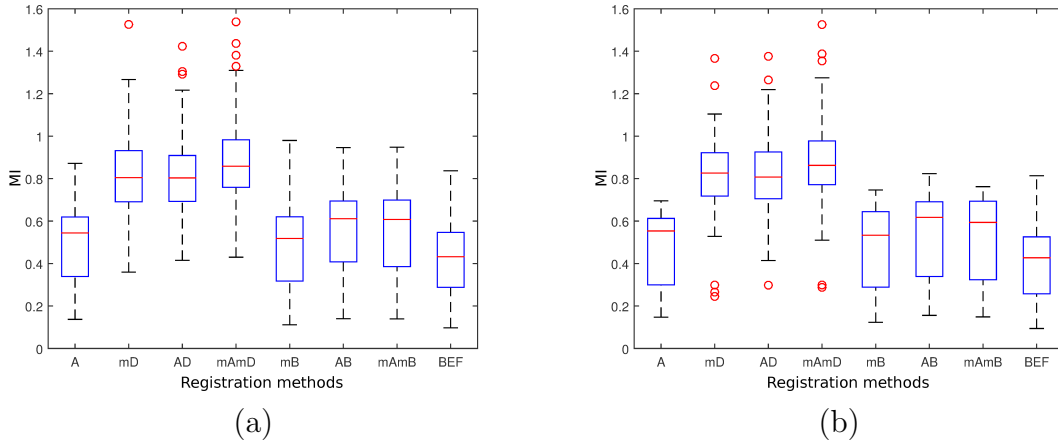 1.6
1.4
1.2
1
0.8
0.6
0.4
0.2
0
MI
A mD AD mAmD mB AB mAmB BEF
Registration methods
(a)
1.6
1.4
1.2
1
0.8
0.6
0.4
0.2
0
MI
A mD AD mAmD mB AB mAmB BEF
Registration methods
(b)